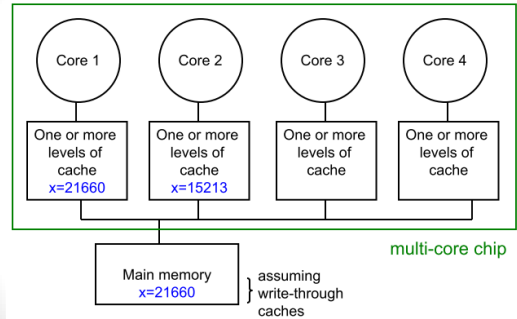 Core 1
Core 2
Core 3
Core 4
One or more
levels of
cache
x=21660
One or more
levels of
cache
x=15213
One or more
levels of
cache
One or more
levels of
cache
multi-core chip
Main memory
x=21660
assuming
write-through
caches